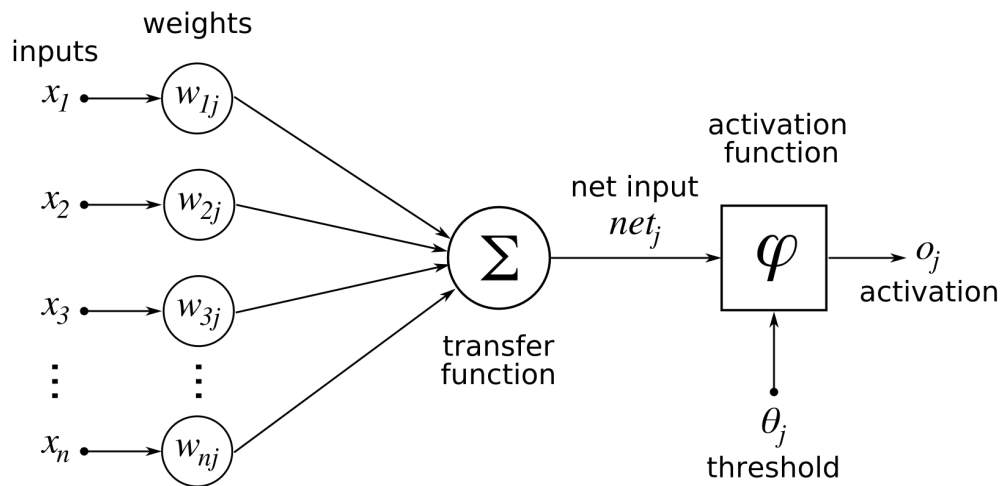 weights
inputs
x1 w1j
x2 w2j
x3 w3j
⋮ ⋮
xn wnj
Σ
transfer
function
net input
netj
activation
function
φ
oj
activation
θj
threshold